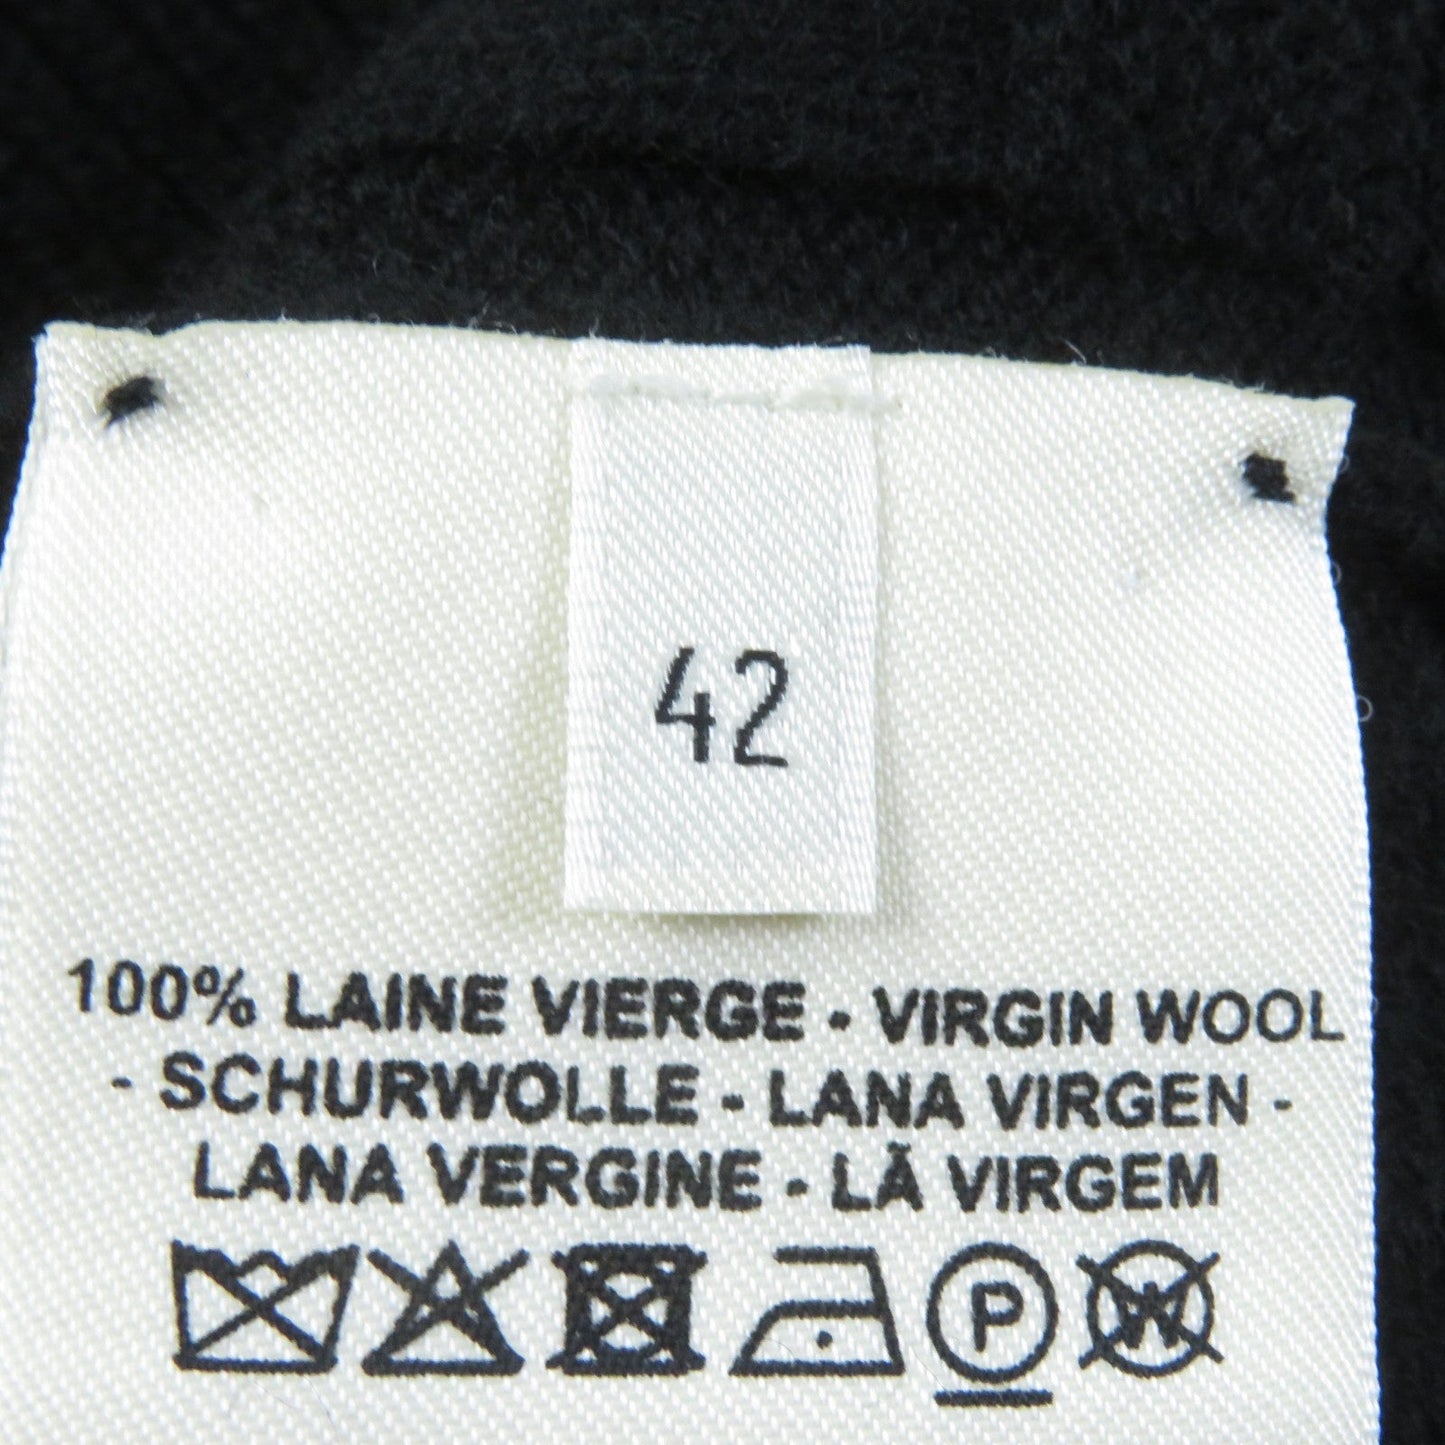 42
100% LAINE VIERGE - VIRGIN WOOL
- SCHURWOLLE - LANA VIRGEN -
LANA VERGINE - LÃ VIRGEM
P W